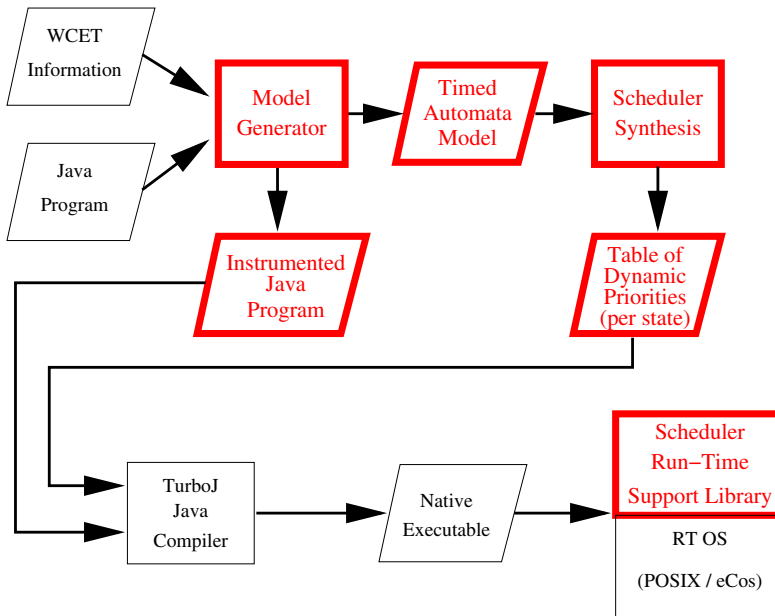 WCET
Information
Model
Generator
Timed
Automata
Model
Scheduler
Synthesis
Java
Program
Instrumented
Java
Program
Table of
Dynamic
Priorities
(per state)
TurboJ
Java
Compiler
Native
Executable
Scheduler
Run−Time
Support Library
RT OS
(POSIX / eCos)